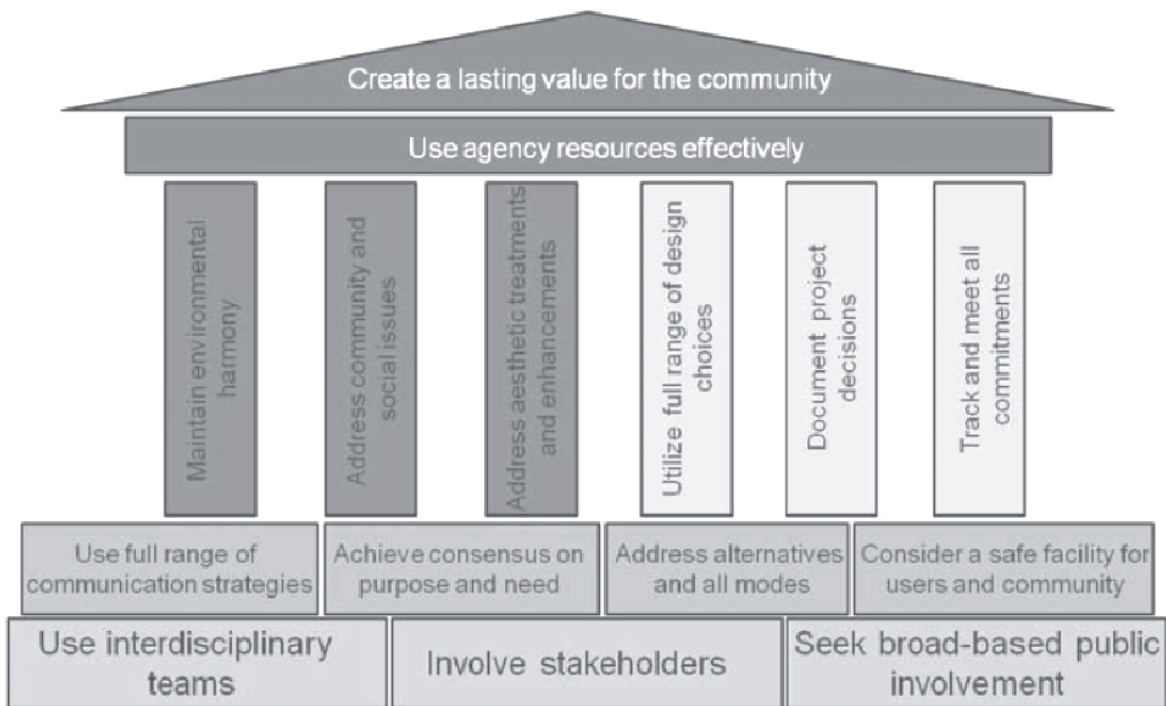 Create a lasting value for the community
Use agency resources effectively
Maintain environmental
harmony
Address community and
social issues
Address aesthetic treatments
and enhancements
Utilize full range of design
choices
Document project
decisions
Track and meet all
commitments
Use full range of
communication strategies
Achieve consensus on
purpose and need
Address alternatives
and all modes
Consider a safe facility for
users and community
Use interdisciplinary
teams
Involve stakeholders
Seek broad-based public
involvement